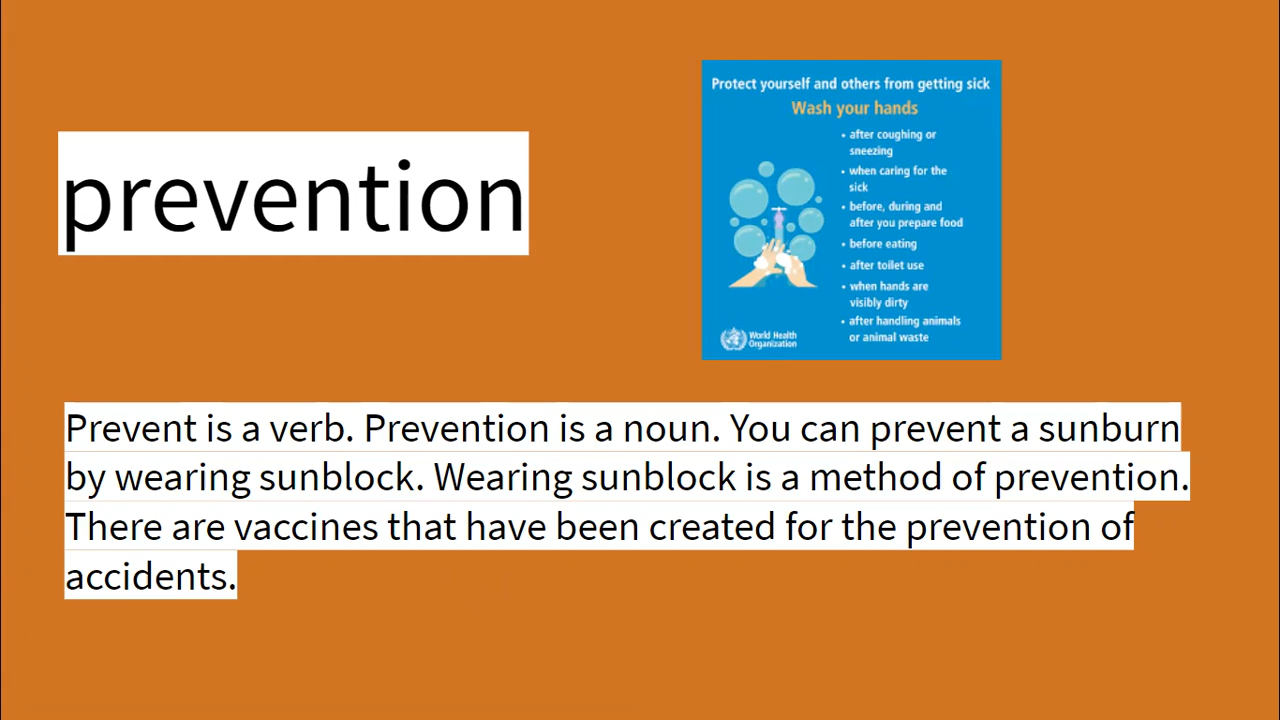 prevention
Protect yourself and others from getting sick
Wash your hands
• after coughing or
sneezing
• when caring for the
sick
• before, during and
after you prepare food
• before eating
• after toilet use
• when hands are
visibly dirty
• after handling animals
or animal waste
World Health
Organization
Prevent is a verb. Prevention is a noun. You can prevent a sunburn
by wearing sunblock. Wearing sunblock is a method of prevention.
There are vaccines that have been created for the prevention of
accidents.